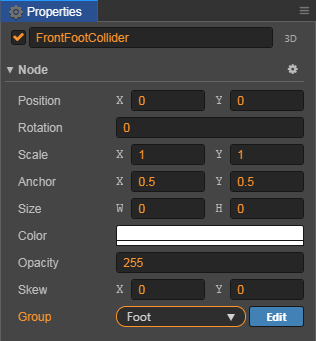 Properties
FrontFootCollider 3D
Node
Position X 0 Y 0
Rotation 0
Scale X 1 Y 1
Anchor X 0.5 Y 0.5
Size W 0 H 0
Color
Opacity 255
Skew X 0 Y 0
Group Foot Edit